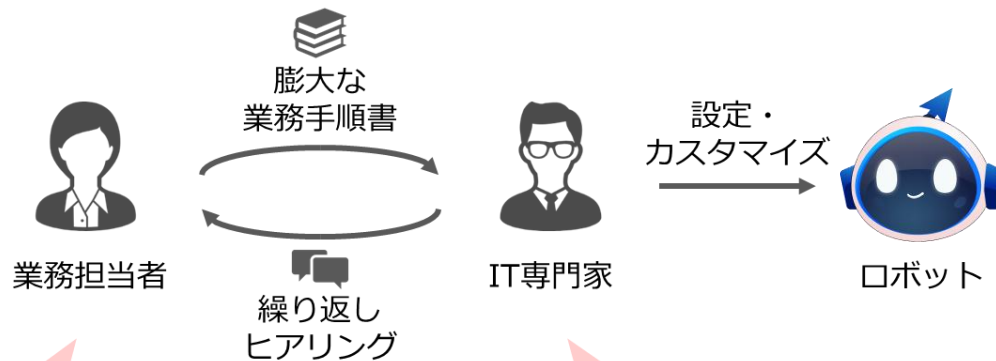 膨大な
業務手順書
設定・
カスタマイズ
業務担当者
IT専門家
ロボット
繰り返し
ヒアリング